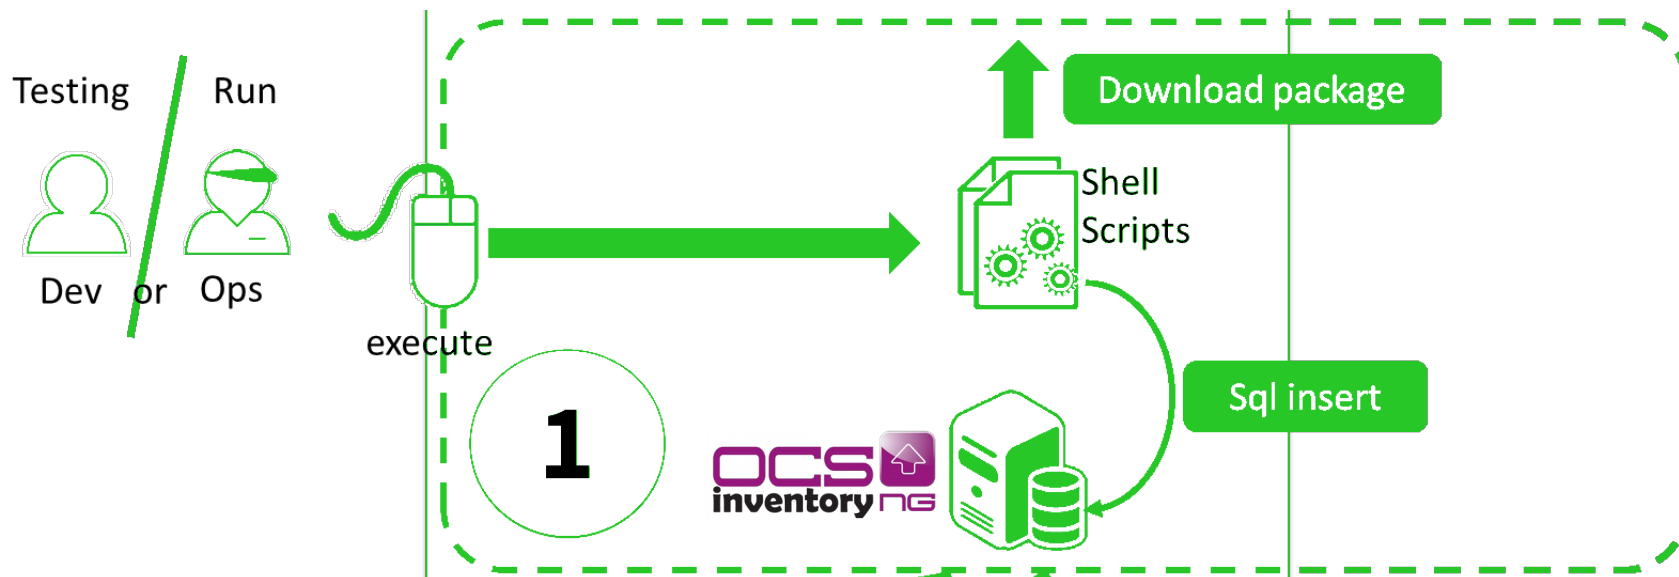 Testing
Run
Dev or Ops
execute
Download package
Shell
Scripts
Sql insert
1
OCS
inventory NG